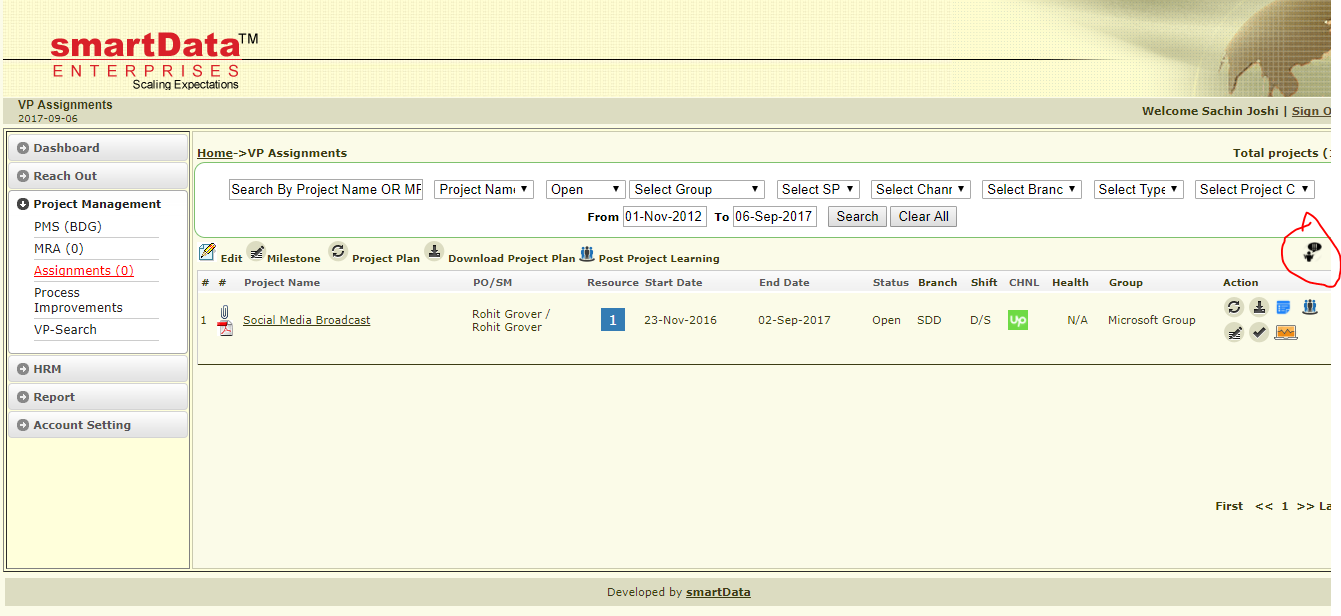 smartData™
ENTERPRISES
Scaling Expectations
VP Assignments
2017-09-06
Welcome Sachin Joshi | Sign O
Dashboard
Reach Out
Project Management
PMS (BDG)
MRA (0)
Assignments (0)
Process
Improvements
VP-Search
HRM
Report
Account Setting
Home->VP Assignments
Total projects (
Search By Project Name OR MF Project Name Open Select Group Select SP Select Chann Select Branc Select Type Select Project C
From 01-Nov-2012 To 06-Sep-2017 Search Clear All
Edit Milestone Project Plan Download Project Plan Post Project Learning
# # Project Name PO/SM Resource Start Date End Date Status Branch Shift CHNL Health Group Action
1 Social Media Broadcast Rohit Grover / 1 23-Nov-2016 02-Sep-2017 Open SDD D/S Up N/A Microsoft Group
Rohit Grover
First << 1 >> La
Developed by smartData